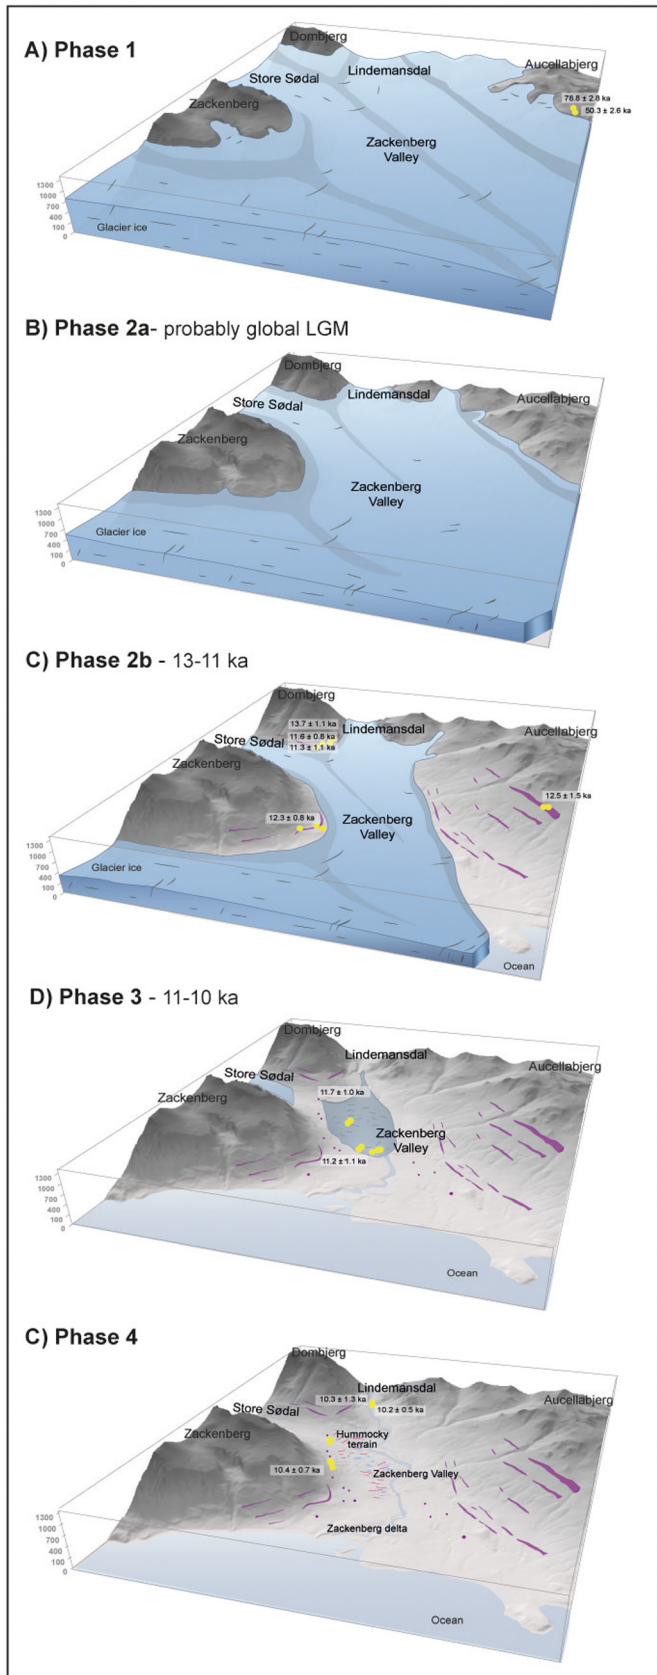 A) Phase 1
Dombjerg
Lindemansdal
Aucellabjerg
Store Sødal
Zackenberg
76.8 ± 2.8 ka
50.3 ± 2.6 ka
Zackenberg
Valley
1300
1000
700
400
100
0
Glacier ice
B) Phase 2a- probably global LGM
Dombjerg
Lindemansdal
Aucellabjerg
Store Sødal
Zackenberg
Zackenberg
Valley
1300
1000
700
400
100
0
Glacier ice
C) Phase 2b - 13-11 ka
Dombjerg
13.7 ± 1.1 ka
Lindemansdal
Aucellabjerg
11.6 ± 0.8 ka
Store Sødal
11.3 ± 1.1 ka
Zackenberg
12.5 ± 1.5 ka
12.3 ± 0.8 ka
Zackenberg
Valley
1300
1000
700
400
100
0
Glacier ice
Ocean
D) Phase 3 - 11-10 ka
Dombjerg
Lindemansdal
Aucellabjerg
Store Sødal
11.7 ± 1.0 ka
Zackenberg
Zackenberg
Valley
11.2 ± 1.1 ka
1300
1000
700
400
100
0
Ocean
C) Phase 4
Dombjerg
Lindemansdal
10.3 ± 1.3 ka
Aucellabjerg
Store Sødal
10.2 ± 0.5 ka
Zackenberg
Hummocky
terrain
10.4 ± 0.7 ka
Zackenberg Valley
1300
1000
700
400
100
0
Zackenberg delta
Ocean